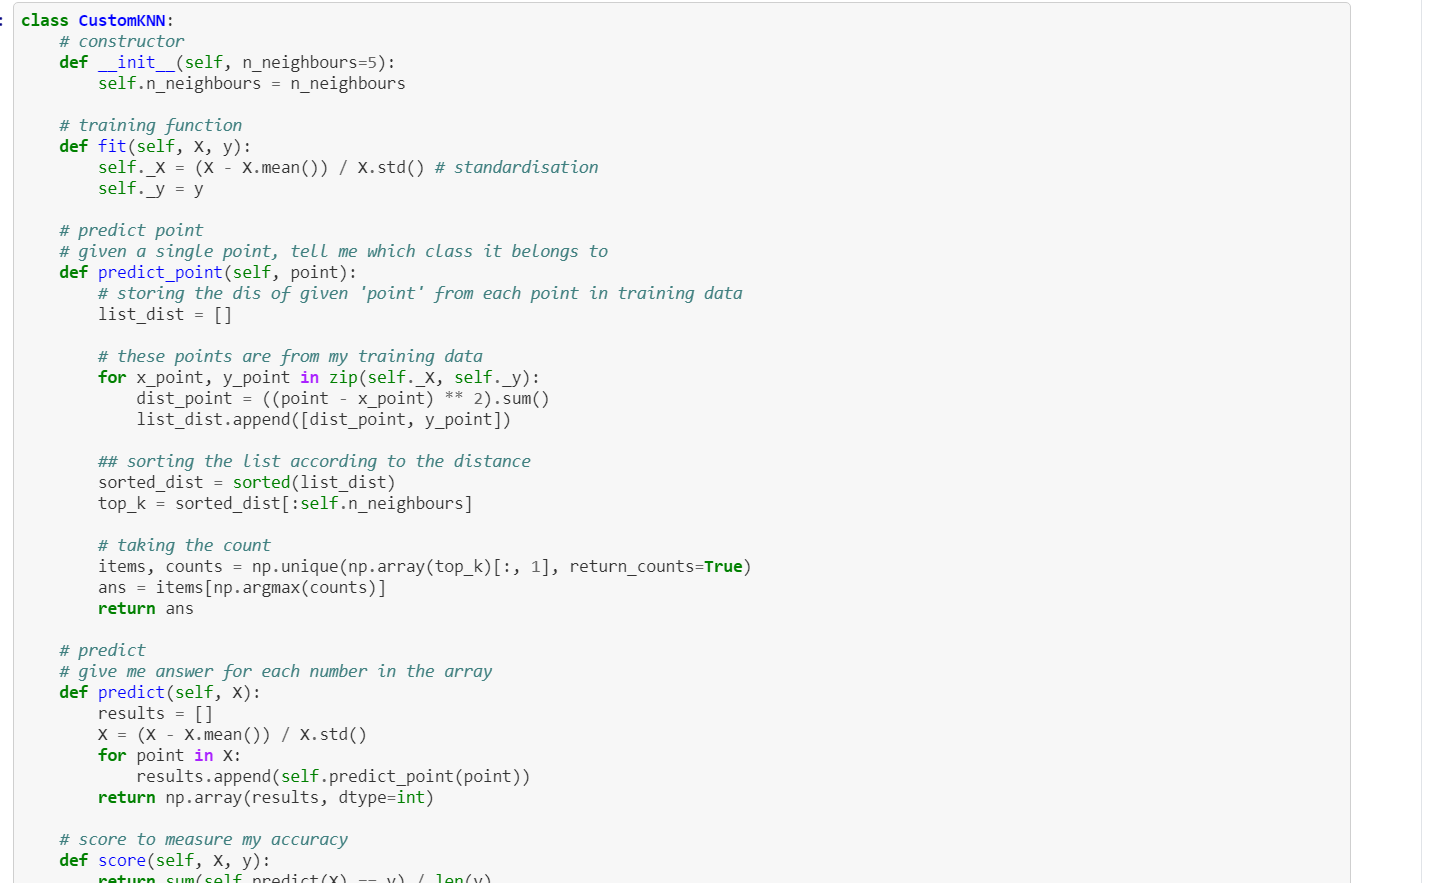 class CustomKNN:
    # constructor
    def __init__(self, n_neighbours=5):
        self.n_neighbours = n_neighbours

    # training function
    def fit(self, X, y):
        self._X = (X - X.mean()) / X.std() # standardisation
        self._y = y

    # predict point
    # given a single point, tell me which class it belongs to
    def predict_point(self, point):
        # storing the dis of given 'point' from each point in training data
        list_dist = []

        # these points are from my training data
        for x_point, y_point in zip(self._X, self._y):
            dist_point = ((point - x_point) ** 2).sum()
            list_dist.append([dist_point, y_point])

        ## sorting the list according to the distance
        sorted_dist = sorted(list_dist)
        top_k = sorted_dist[:self.n_neighbours]

        # taking the count
        items, counts = np.unique(np.array(top_k)[:, 1], return_counts=True)
        ans = items[np.argmax(counts)]
        return ans

    # predict
    # give me answer for each number in the array
    def predict(self, X):
        results = []
        X = (X - X.mean()) / X.std()
        for point in X:
            results.append(self.predict_point(point))
        return np.array(results, dtype=int)

    # score to measure my accuracy
    def score(self, X, y):
        return sum(self.predict(X) == y) / len(y)